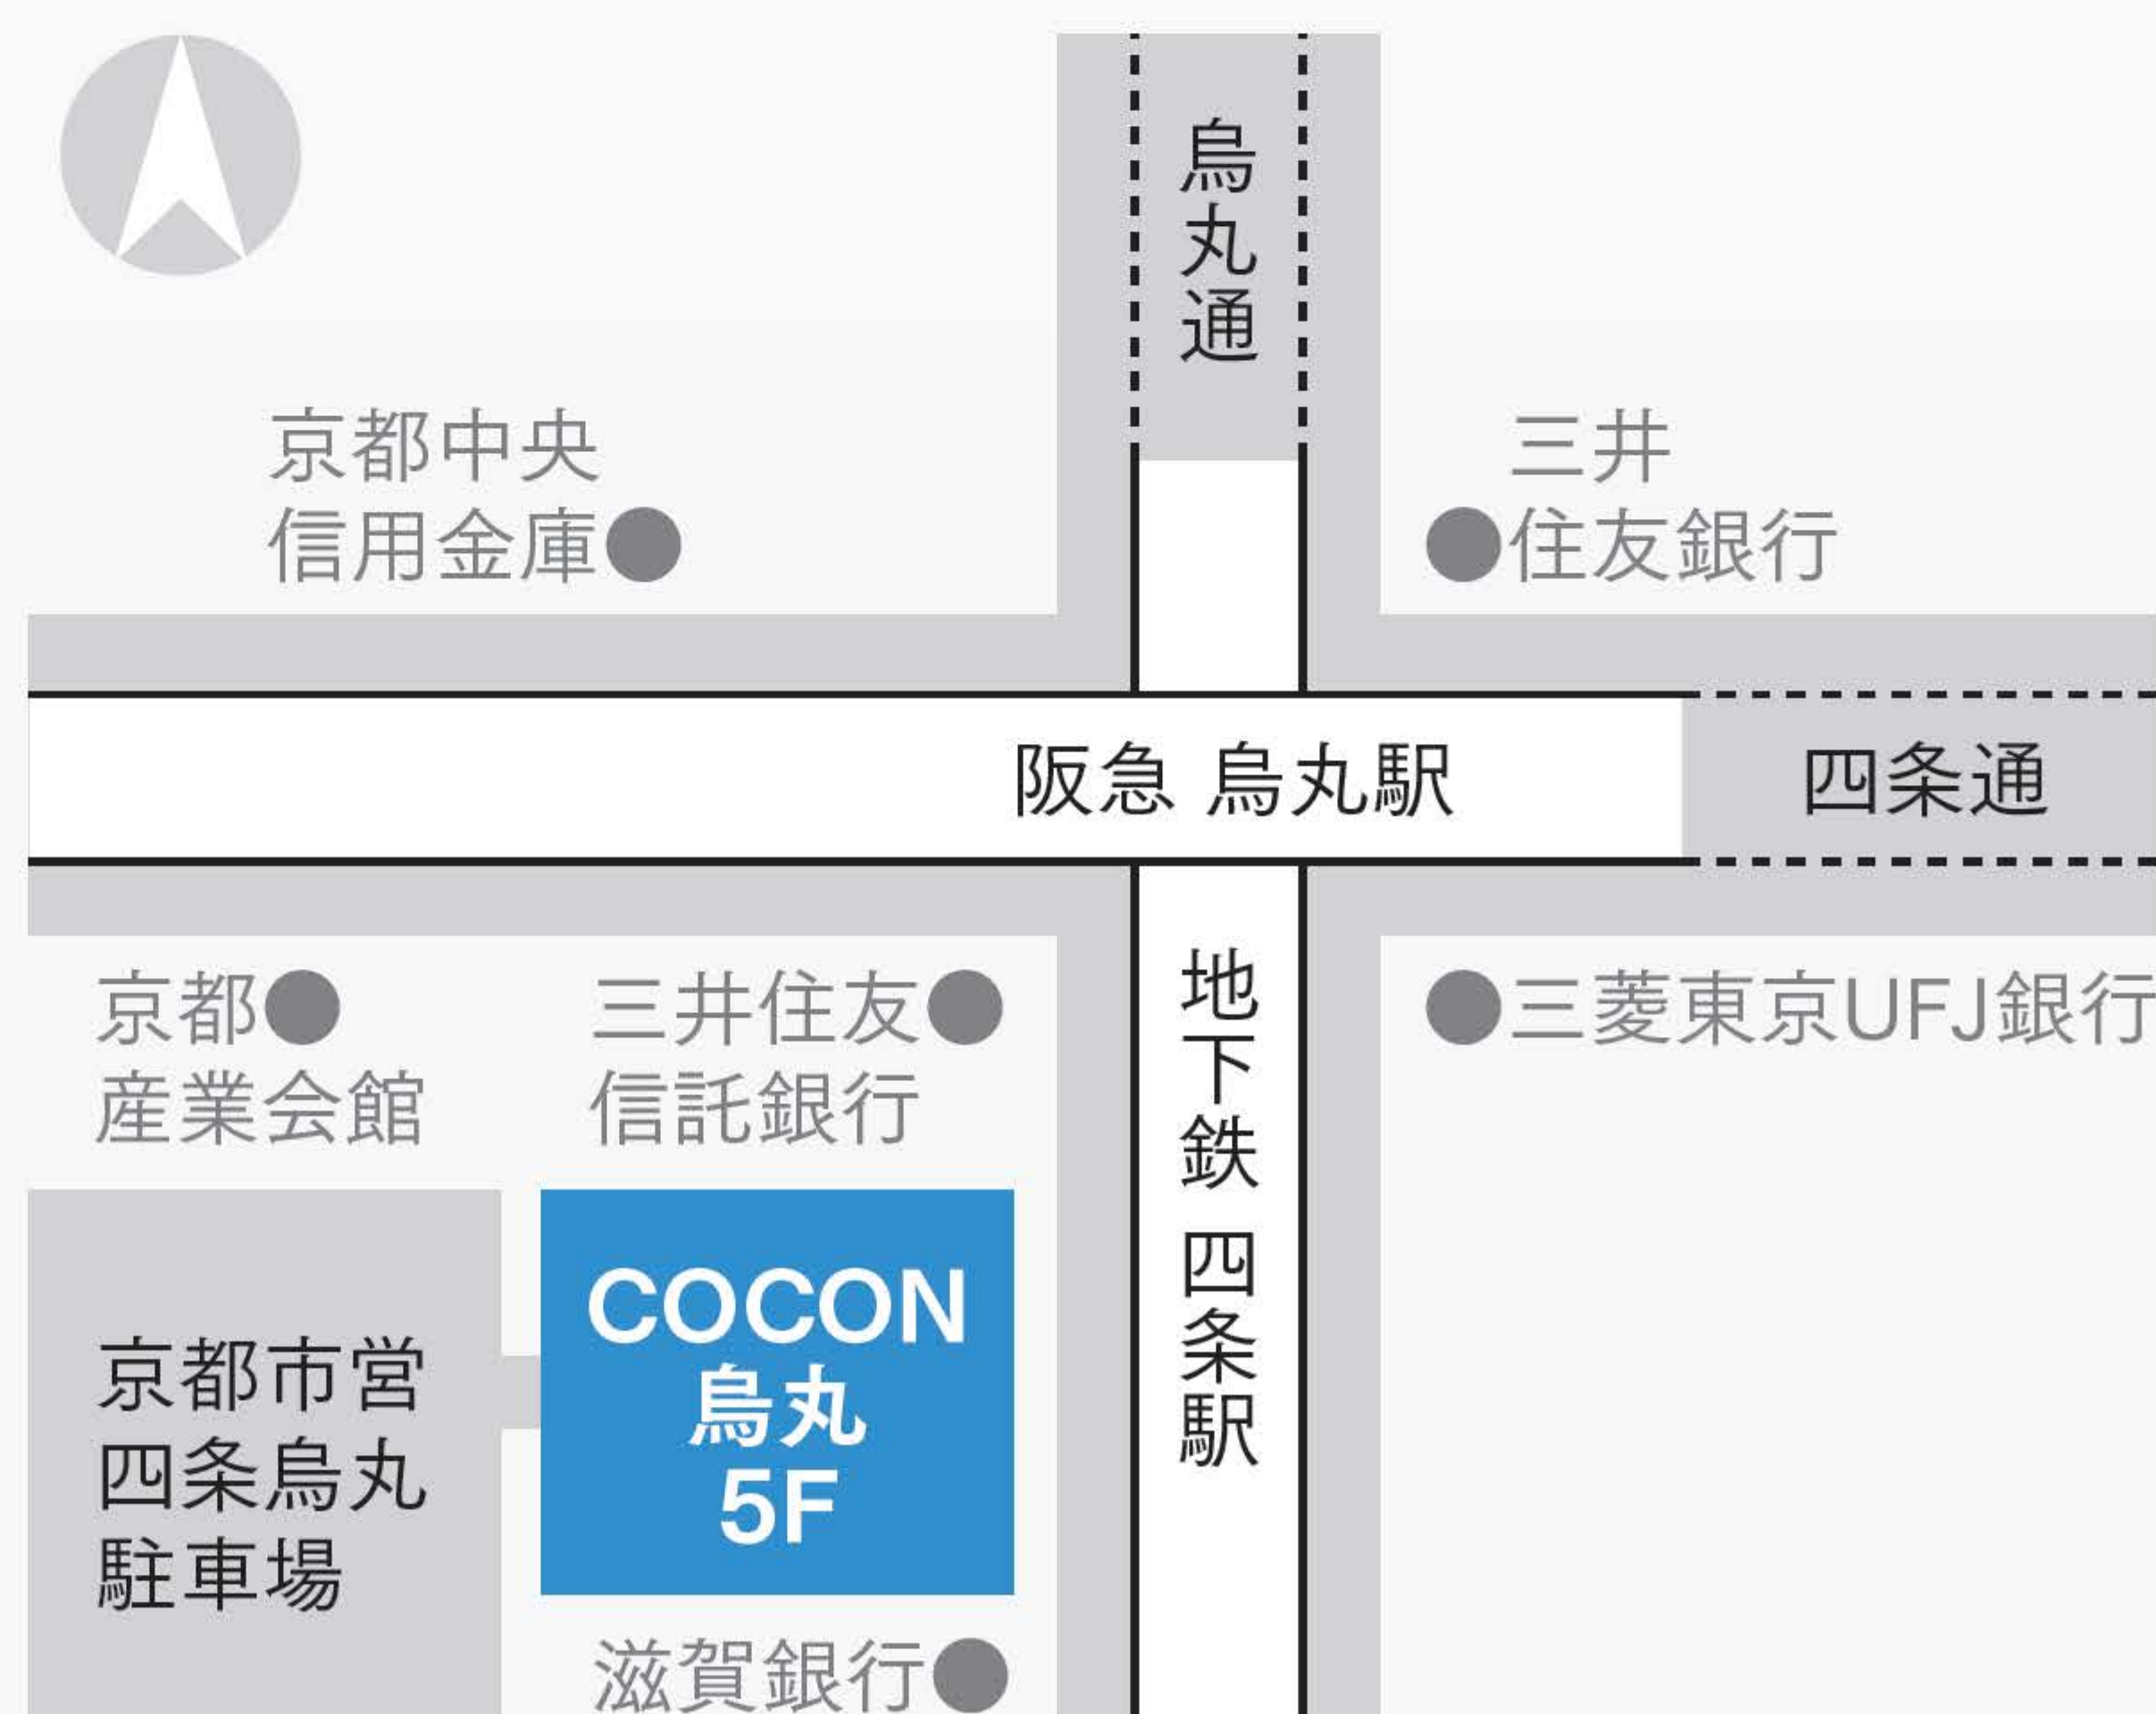 烏丸通
京都中央
信用金庫
三井
住友銀行
阪急 烏丸駅
四条通
京都
産業会館
三井住友
信託銀行
地下鉄 四条駅
三菱東京UFJ銀行
COCON
烏丸
5F
京都市営
四条烏丸
駐車場
滋賀銀行